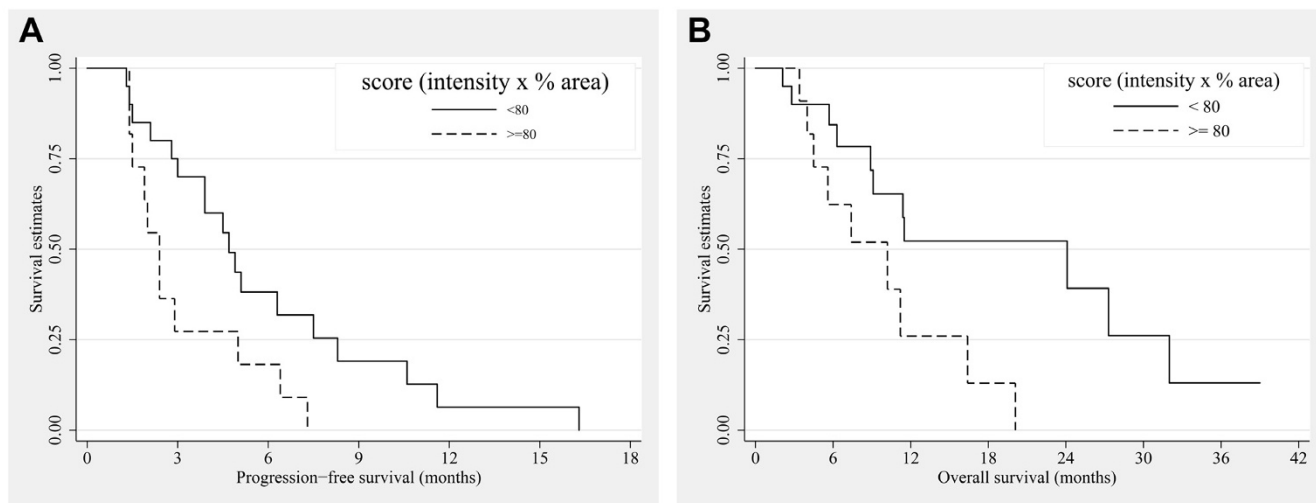 A
score (intensity x % area)
<80
>=80
Survival estimates
1.00
0.75
0.50
0.25
0.00
0 3 6 9 12 15 18
Progression-free survival (months)
B
score (intensity x % area)
< 80
>= 80
Survival estimates
1.00
0.75
0.50
0.25
0.00
0 6 12 18 24 30 36 42
Overall survival (months)